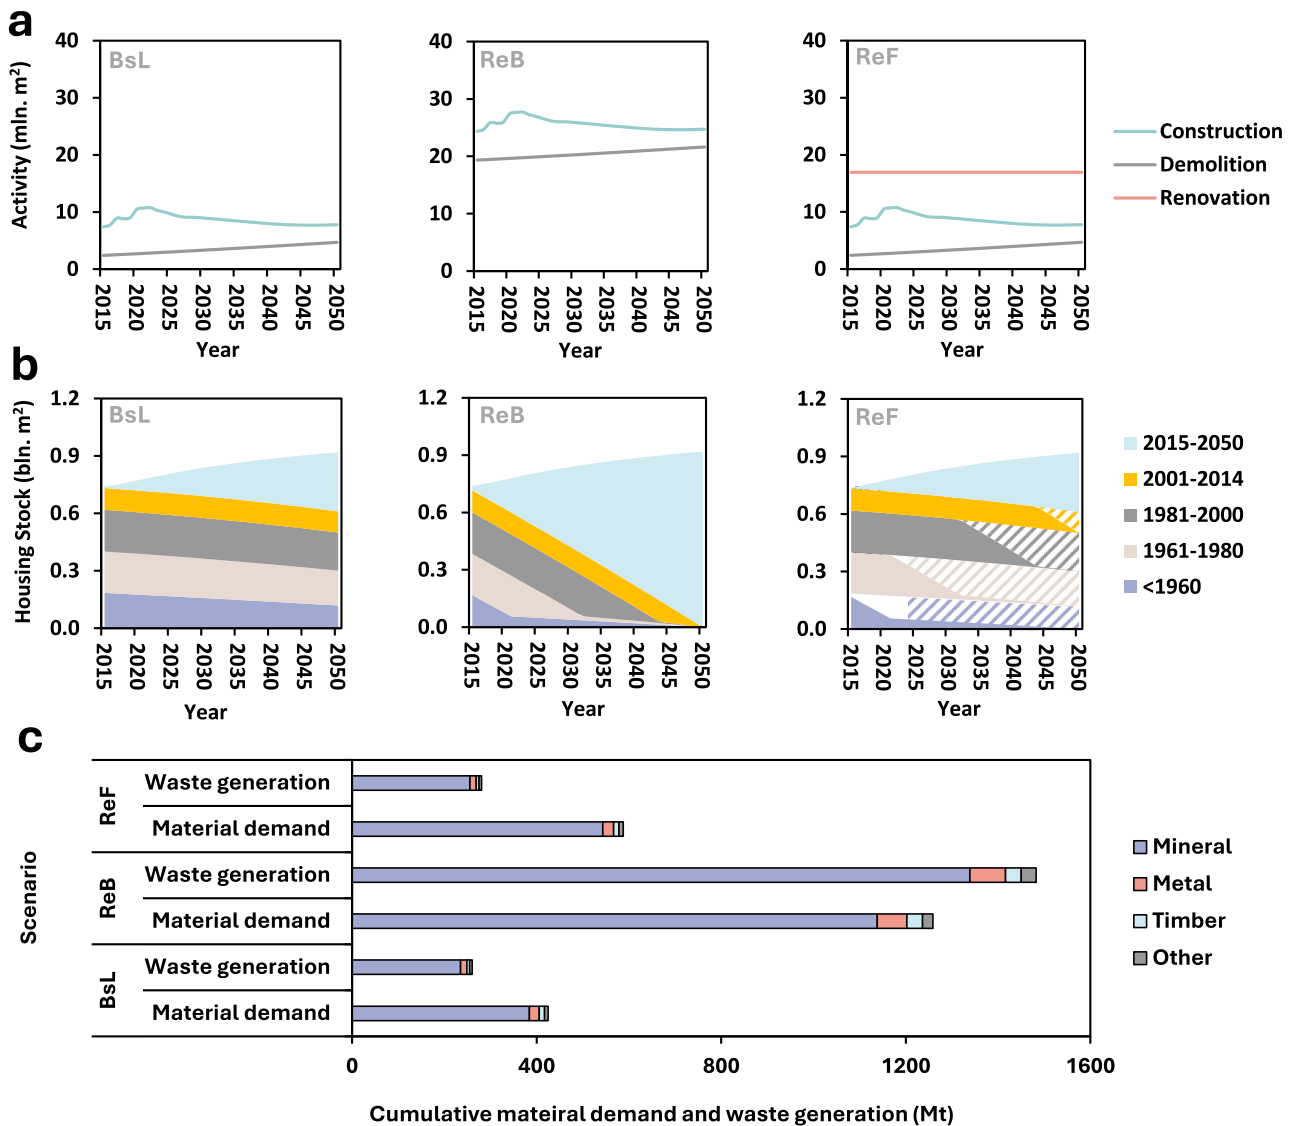 a
BsL
ReB
ReF
Activity (mln. m²)
40
30
20
10
0
2015
2020
2025
2030
2035
2040
2045
2050
Year
40
30
20
10
0
2015
2020
2025
2030
2035
2040
2045
2050
Year
40
30
20
10
0
2015
2020
2025
2030
2035
2040
2045
2050
Year
Construction
Demolition
Renovation
b
BsL
ReB
ReF
Housing Stock (bln. m²)
1.2
0.9
0.6
0.3
0.0
2015
2020
2025
2030
2035
2040
2045
2050
Year
1.2
0.9
0.6
0.3
0.0
2015
2020
2025
2030
2035
2040
2045
2050
Year
1.2
0.9
0.6
0.3
0.0
2015
2020
2025
2030
2035
2040
2045
2050
Year
2015-2050
2001-2014
1981-2000
1961-1980
<1960
c
Scenario
ReF
Waste generation
Material demand
ReB
Waste generation
Material demand
BsL
Waste generation
Material demand
0
400
800
1200
1600
Cumulative mateiral demand and waste generation (Mt)
Mineral
Metal
Timber
Other